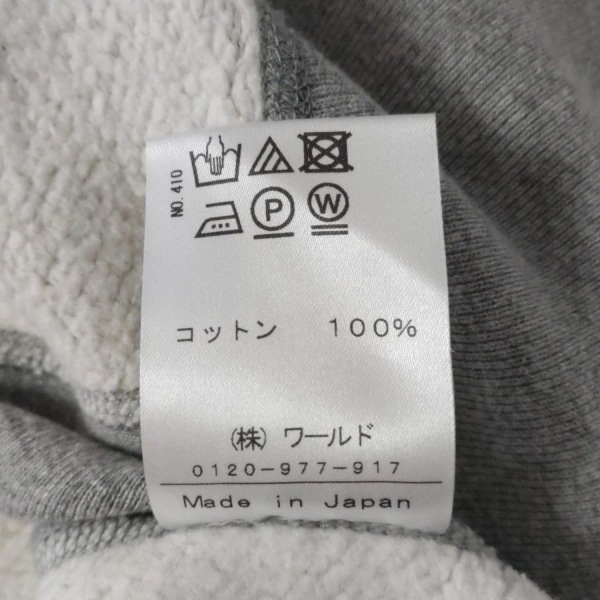 NO.410
P
W
コットン 100%
(株) ワールド
0120-977-917
Made in Japan